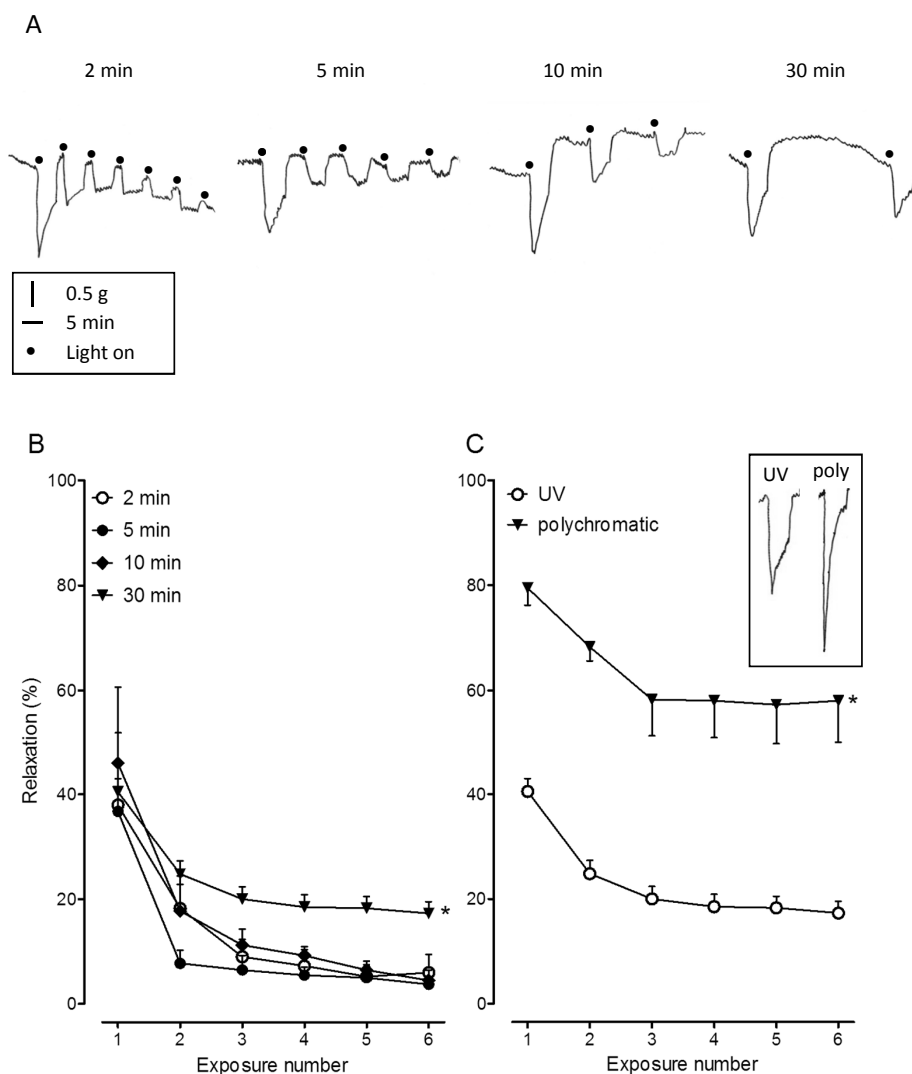 A
2 min 5 min 10 min 30 min
0.5 g
5 min
Light on
B
100
80
60
40
20
0
Relaxation (%)
2 min
5 min
10 min
30 min
*
1 2 3 4 5 6
Exposure number
C
100
80
60
40
20
0
UV
polychromatic
UV poly
*
1 2 3 4 5 6
Exposure number